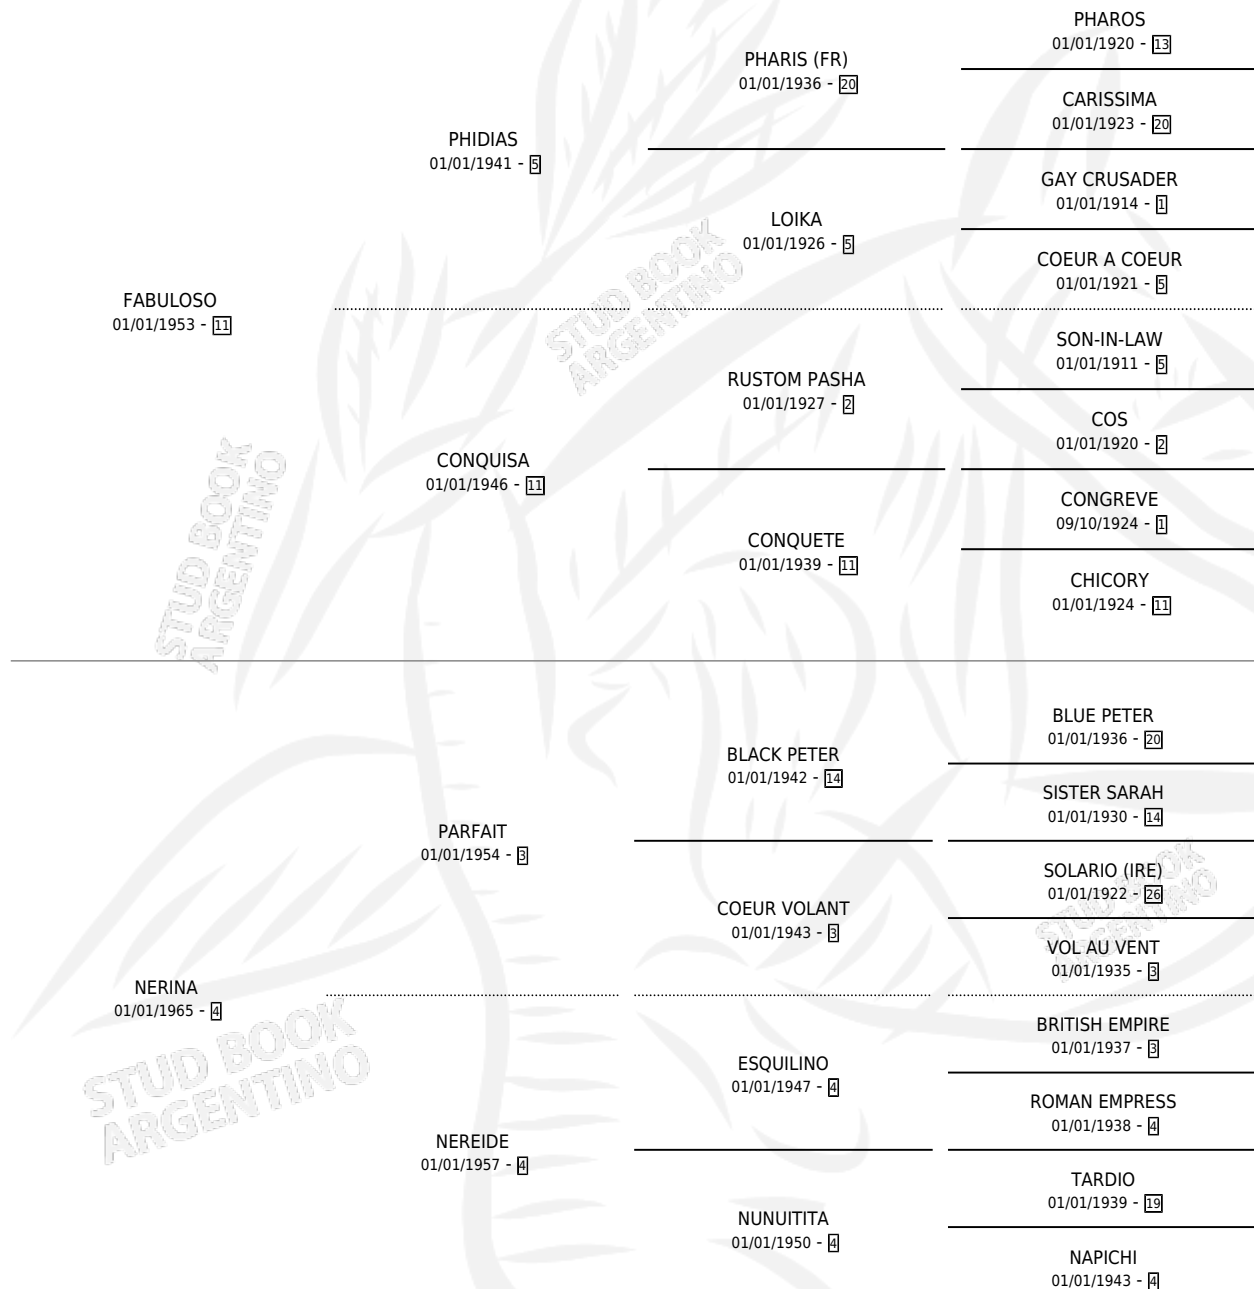 PHAROS
01/01/1920 - 13
PHARIS (FR)
01/01/1936 - 20
CARISSIMA
01/01/1923 - 20
PHIDIAS
01/01/1941 - 5
GAY CRUSADER
01/01/1914 - 1
LOIKA
01/01/1926 - 5
COEUR A COEUR
01/01/1921 - 5
FABULOSO
01/01/1953 - 11
SON-IN-LAW
01/01/1911 - 5
RUSTOM PASHA
01/01/1927 - 2
COS
01/01/1920 - 2
CONQUISA
01/01/1946 - 11
CONGREVE
09/10/1924 - 1
CONQUETE
01/01/1939 - 11
CHICORY
01/01/1924 - 11
STUD BOOK
ARGENTINO
STUD BOOK
ARGENTINO
BLUE PETER
01/01/1936 - 20
BLACK PETER
01/01/1942 - 14
SISTER SARAH
01/01/1930 - 14
PARFAIT
01/01/1954 - 3
SOLARIO (IRE)
01/01/1922 - 26
COEUR VOLANT
01/01/1943 - 3
VOL AU VENT
01/01/1935 - 3
NERINA
01/01/1965 - 4
BRITISH EMPIRE
01/01/1937 - 3
ESQUILINO
01/01/1947 - 4
ROMAN EMPRESS
01/01/1938 - 4
NEREIDE
01/01/1957 - 4
TARDIO
01/01/1939 - 19
NUNUITITA
01/01/1950 - 4
NAPICHI
01/01/1943 - 4
STUD BOOK
ARGENTINO
STUD BOOK
ARGENTINO